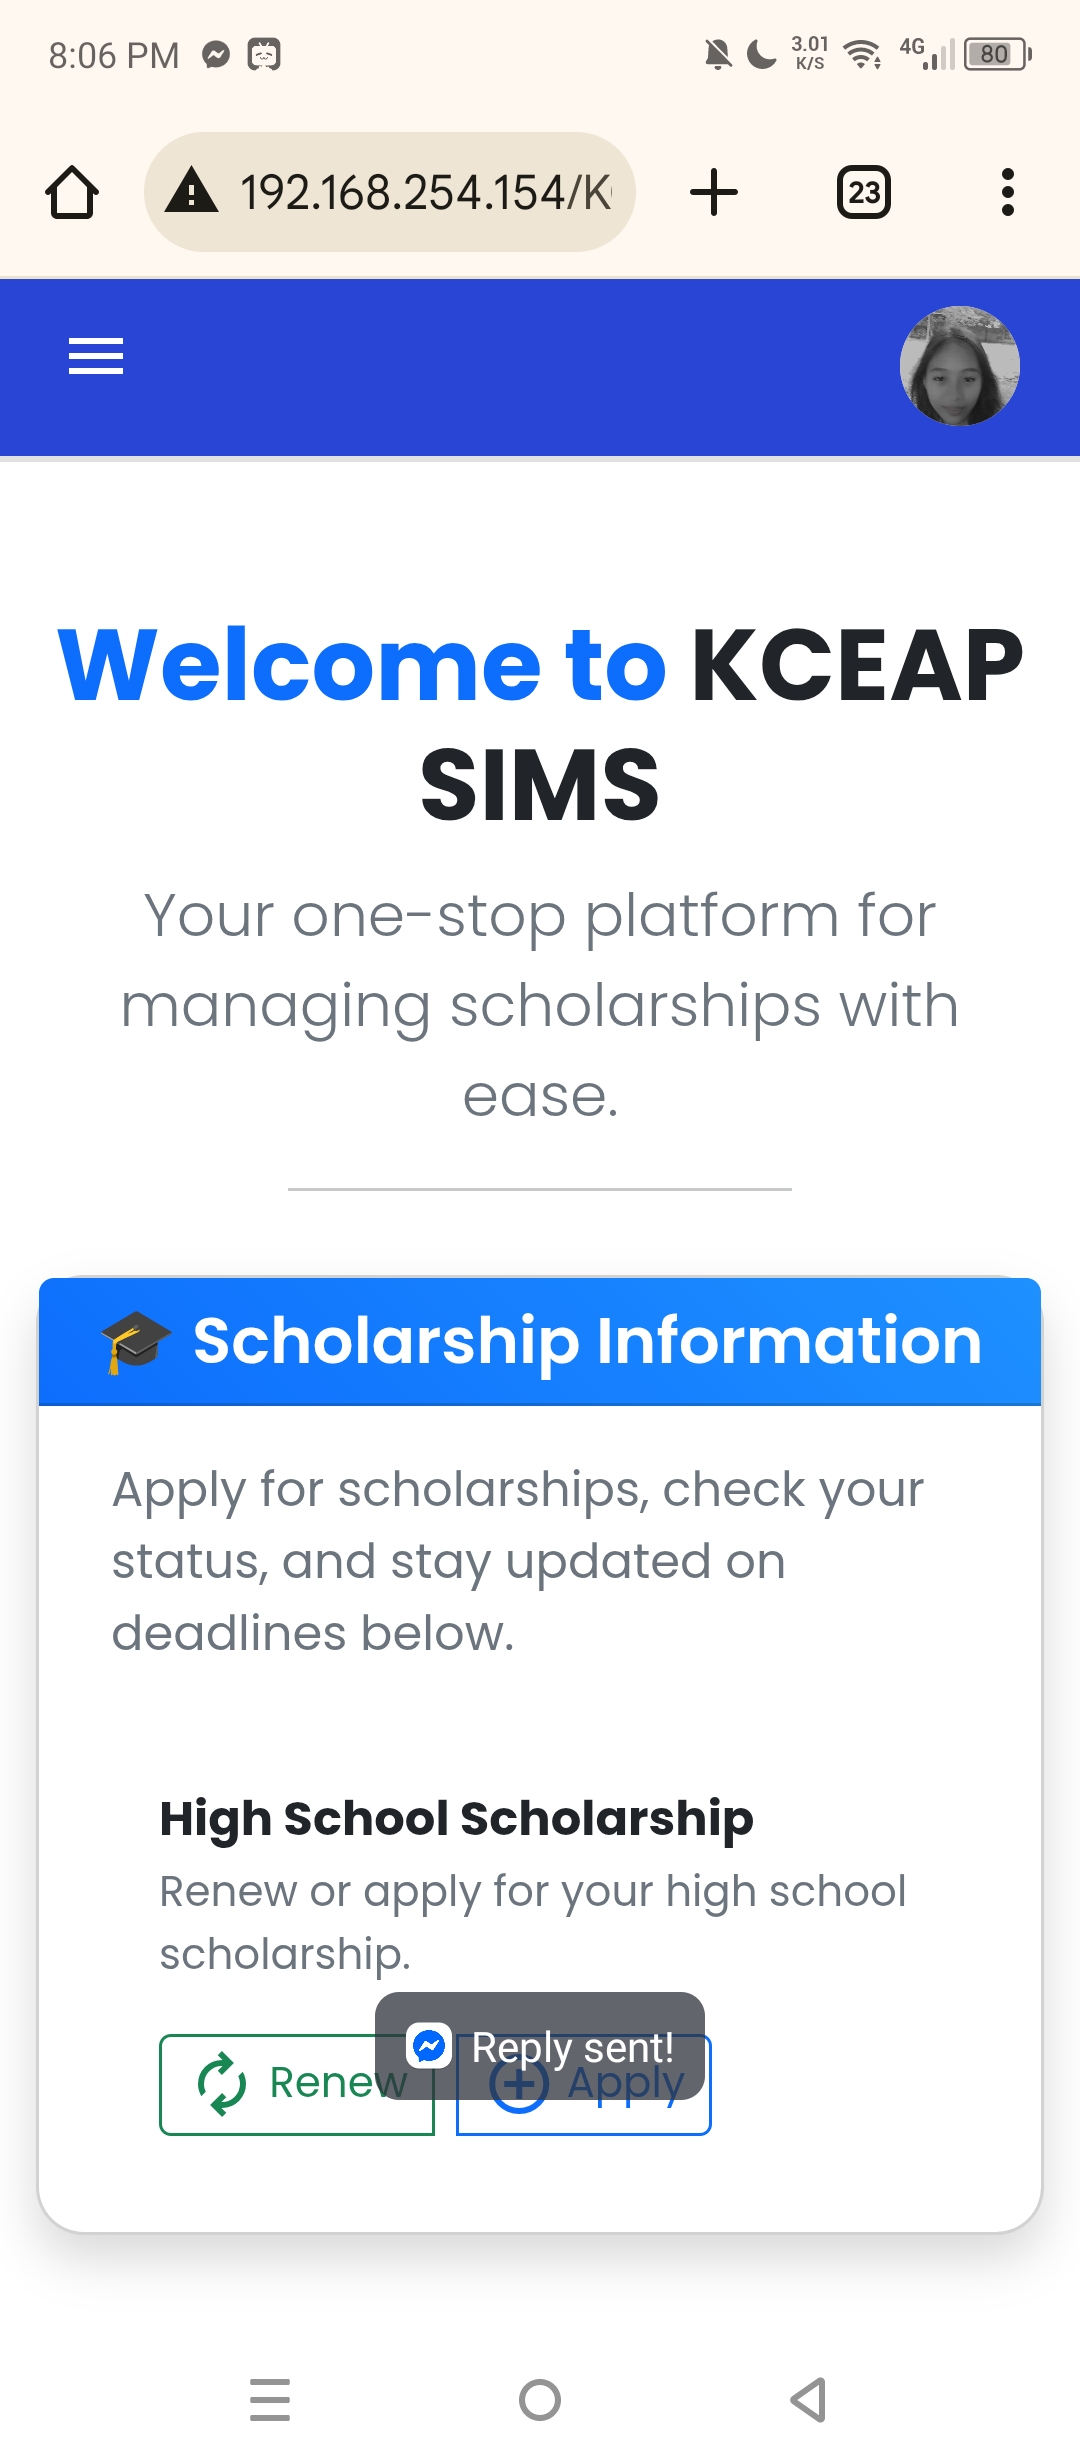 8:06 PM
3.01
K/S
4G
80
192.168.254.154/K
23
Welcome to KCEAP
SIMS
Your one-stop platform for
managing scholarships with
ease.
🎓 Scholarship Information
Apply for scholarships, check your
status, and stay updated on
deadlines below.
High School Scholarship
Renew or apply for your high school
scholarship.
Reply sent!
Renew
Apply